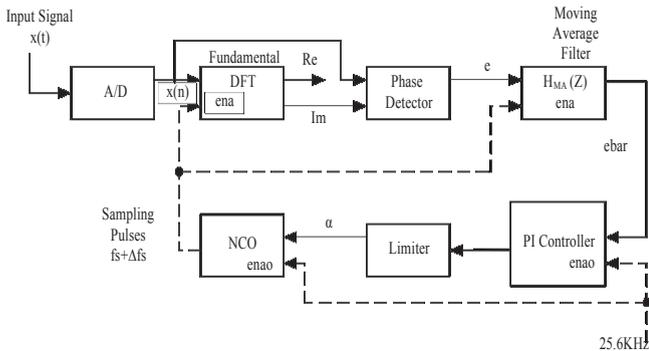 Input Signal
x(t)
A/D
x(n)
Fundamental
DFT
ena
Re
Im
Phase
Detector
e
Moving
Average
Filter
HMA(Z)
ena
ebar
Sampling
Pulses
fs+Δfs
NCO
enao
α
Limiter
PI Controller
enao
25.6KHz